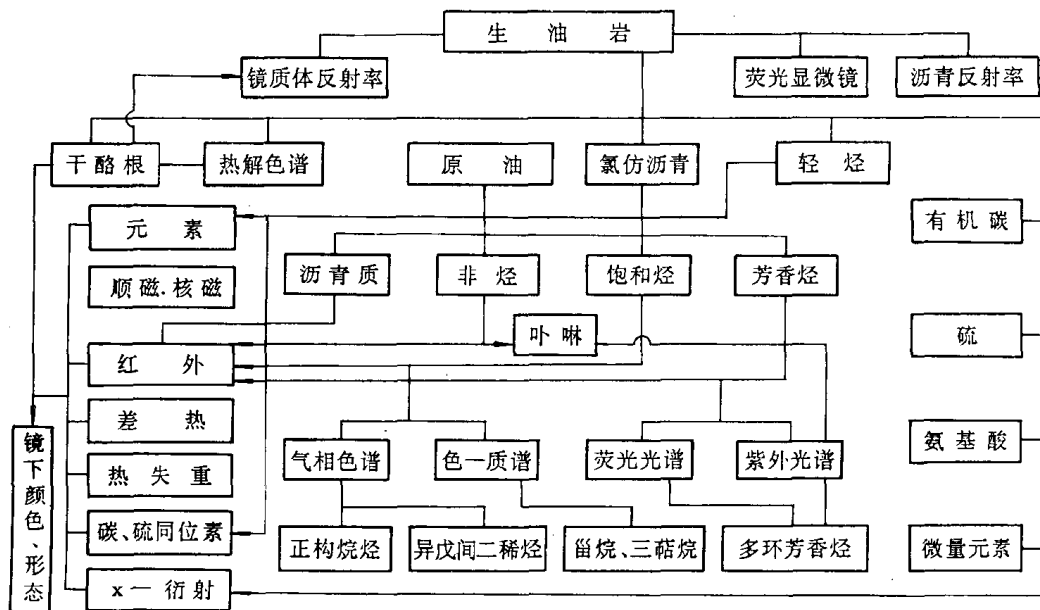 生油岩
镜质体反射率
荧光显微镜
沥青反射率
干酪根
热解色谱
原油
氯仿沥青
轻烃
元素
有机碳
沥青质
非烃
饱和烃
芳香烃
顺磁.核磁
卟啉
硫
红外
差热
气相色谱
色一质谱
荧光光谱
紫外光谱
氨基酸
热失重
镜下颜色、形态
碳、硫同位素
正构烷烃
异戊间二稀烃
甾烷、三萜烷
多环芳香烃
微量元素
x一衍射